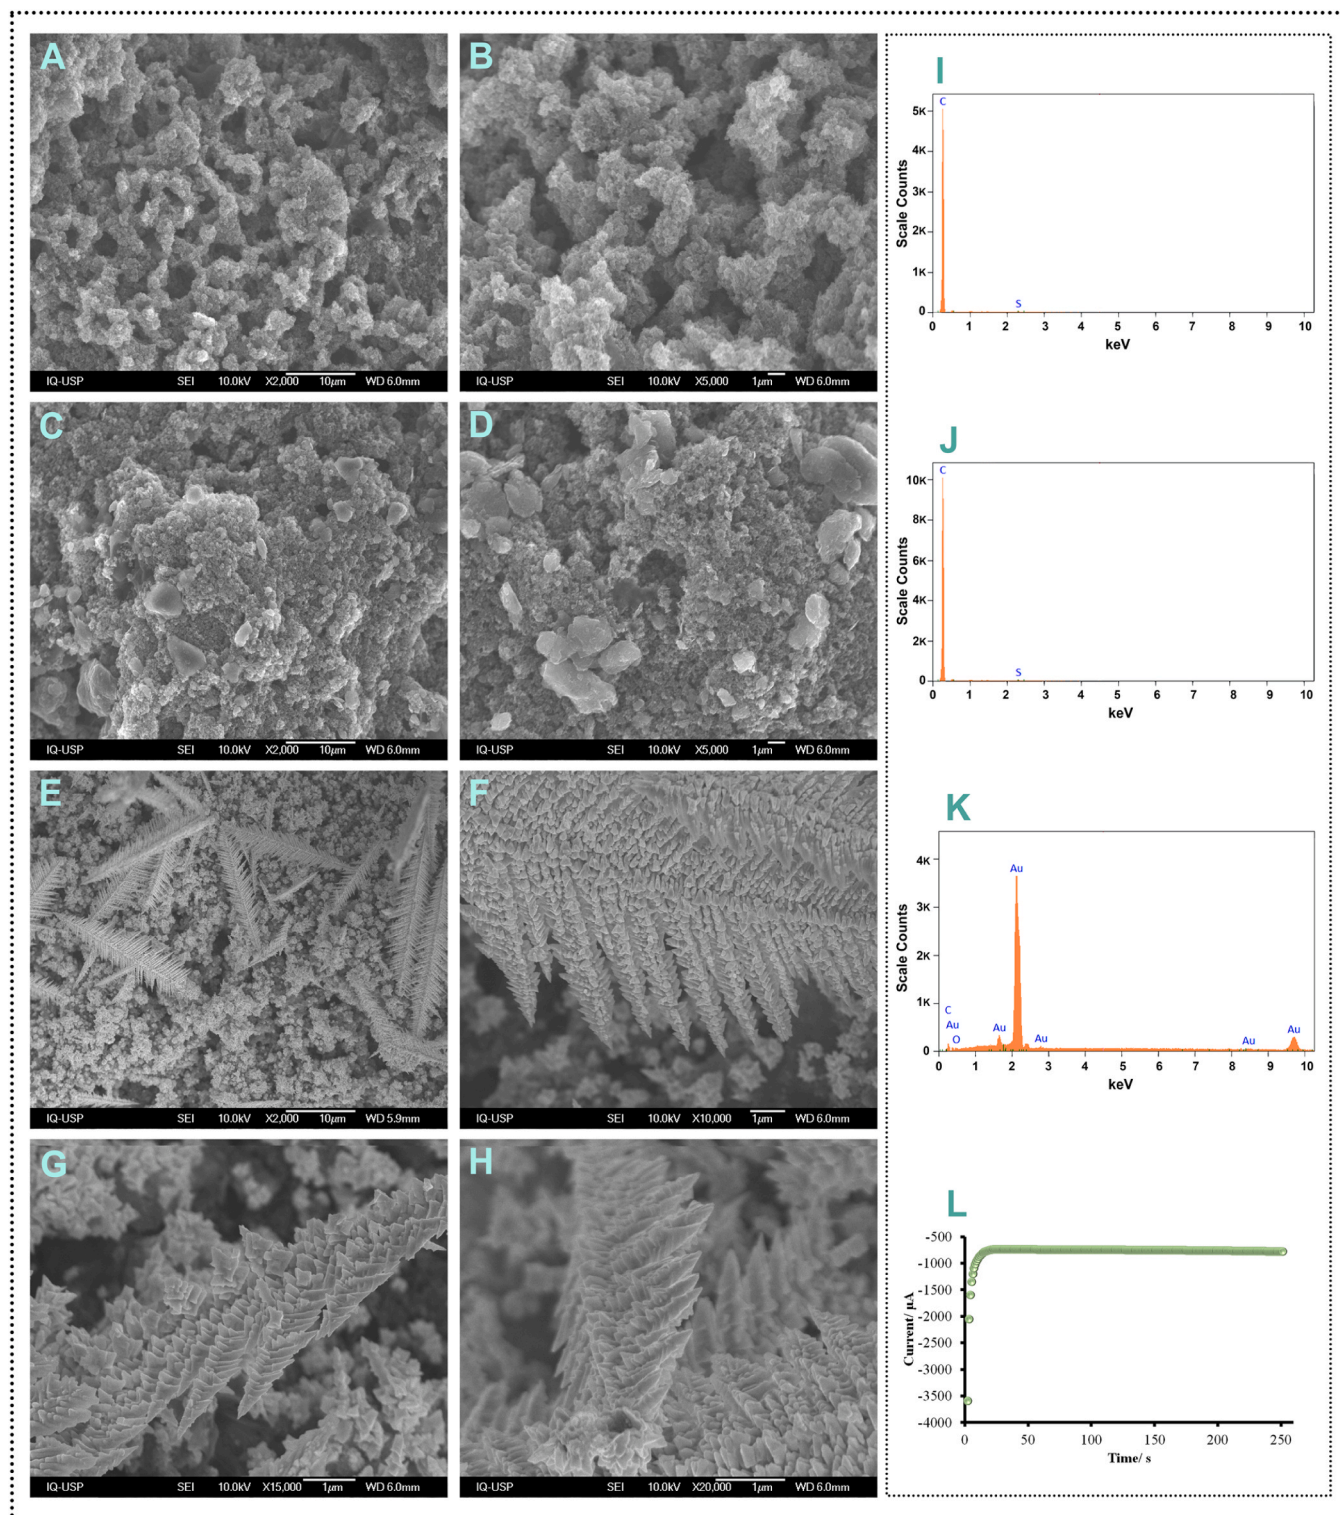 A
IQ-USP SEI 10.0kV X2,000 10μm WD 6.0mm
B
IQ-USP SEI 10.0kV X5,000 1μm WD 6.0mm
C
IQ-USP SEI 10.0kV X2,000 10μm WD 6.0mm
D
IQ-USP SEI 10.0kV X5,000 1μm WD 6.0mm
E
IQ-USP SEI 10.0kV X2,000 10μm WD 5.9mm
F
IQ-USP SEI 10.0kV X10,000 1μm WD 6.0mm
G
IQ-USP SEI 10.0kV X15,000 1μm WD 6.0mm
H
IQ-USP SEI 10.0kV X20,000 1μm WD 6.0mm
I
C
5K
4K
3K
2K
1K
0
Scale Counts
S
0 1 2 3 4 5 6 7 8 9 10
keV
J
C
10K
8K
6K
4K
2K
0
Scale Counts
S
0 1 2 3 4 5 6 7 8 9 10
keV
K
4K
3K
2K
1K
0
Scale Counts
Au
C
Au
O
Au
Au
Au
Au
0 1 2 3 4 5 6 7 8 9 10
keV
L
-500
-1000
-1500
-2000
-2500
-3000
-3500
-4000
Current/ μA
0 50 100 150 200 250
Time/ s